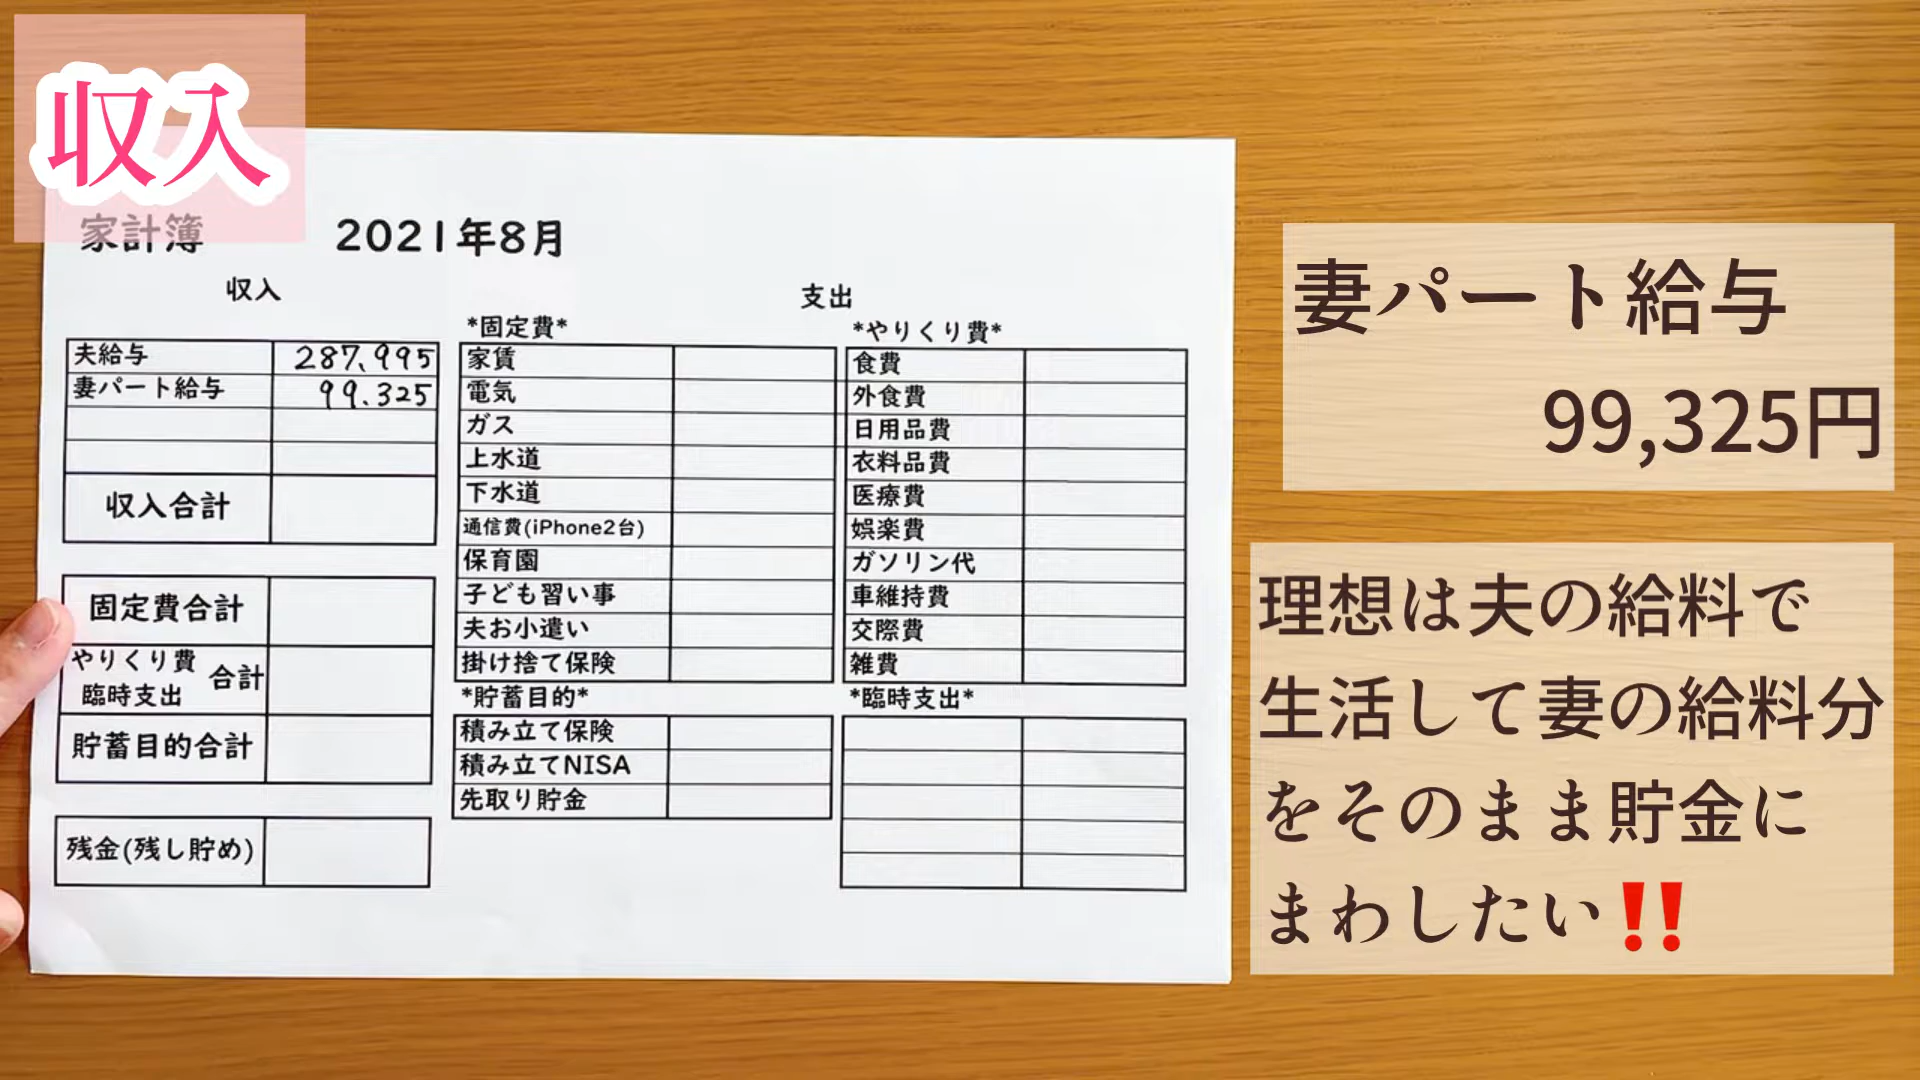 収入
家計簿
2021年8月
収入
夫給与 287,995
妻パート給与 99.325
収入合計
固定費合計
やりくり費
臨時支出 合計
貯蓄目的合計
残金(残し貯め)
支出
*固定費*
家賃
電気
ガス
上水道
下水道
通信費(iPhone2台)
保育園
子ども習い事
夫お小遣い
掛け捨て保険
*貯蓄目的*
積み立て保険
積み立てNISA
先取り貯金
*やりくり費*
食費
外食費
日用品費
衣料品費
医療費
娯楽費
ガソリン代
車維持費
交際費
雑費
*臨時支出*
妻パート給与
99,325円
理想は夫の給料で
生活して妻の給料分
をそのまま貯金に
まわしたい‼️